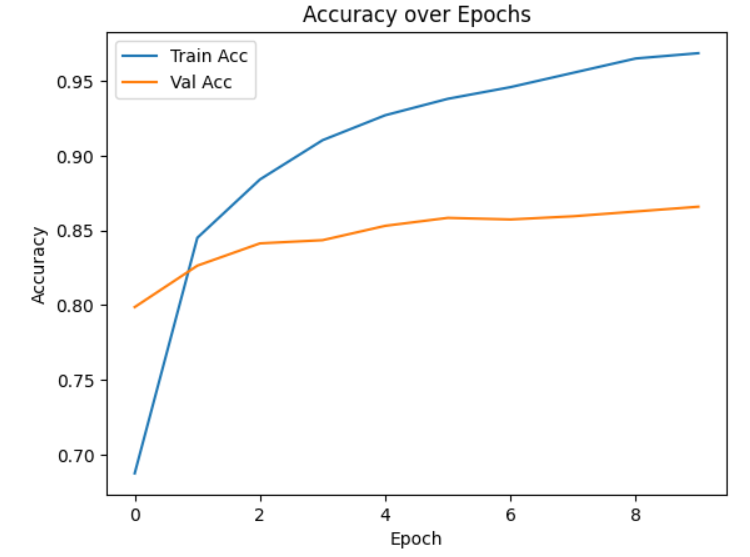 Accuracy over Epochs
Train Acc
Val Acc
0.95
0.90
0.85
0.80
0.75
0.70
Accuracy
0 2 4 6 8
Epoch